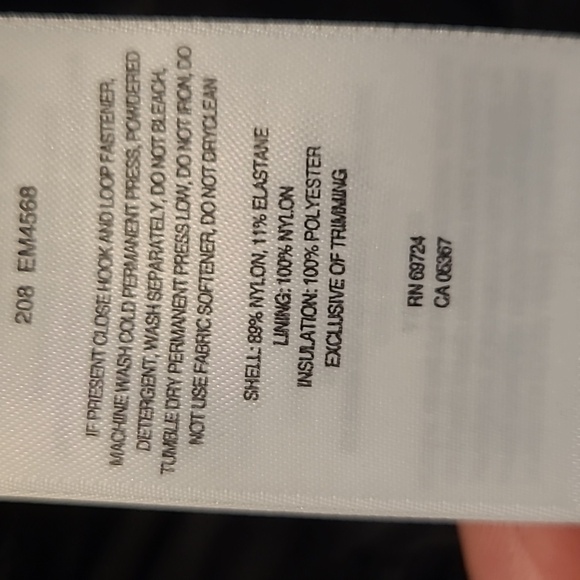 208 EM4568
IF PRESENT CLOSE HOOK AND LOOP FASTENER,
MACHINE WASH COLD PERMANENT PRESS, POWDERED
DETERGENT, WASH SEPARATELY, DO NOT BLEACH,
TUMBLE DRY PERMANENT PRESS LOW, DO NOT IRON, DO
NOT USE FABRIC SOFTENER, DO NOT DRYCLEAN
SHELL: 89% NYLON, 11% ELASTANE
LINING: 100% NYLON
INSULATION: 100% POLYESTER
EXCLUSIVE OF TRIMMING
RN 69724
CA 05367